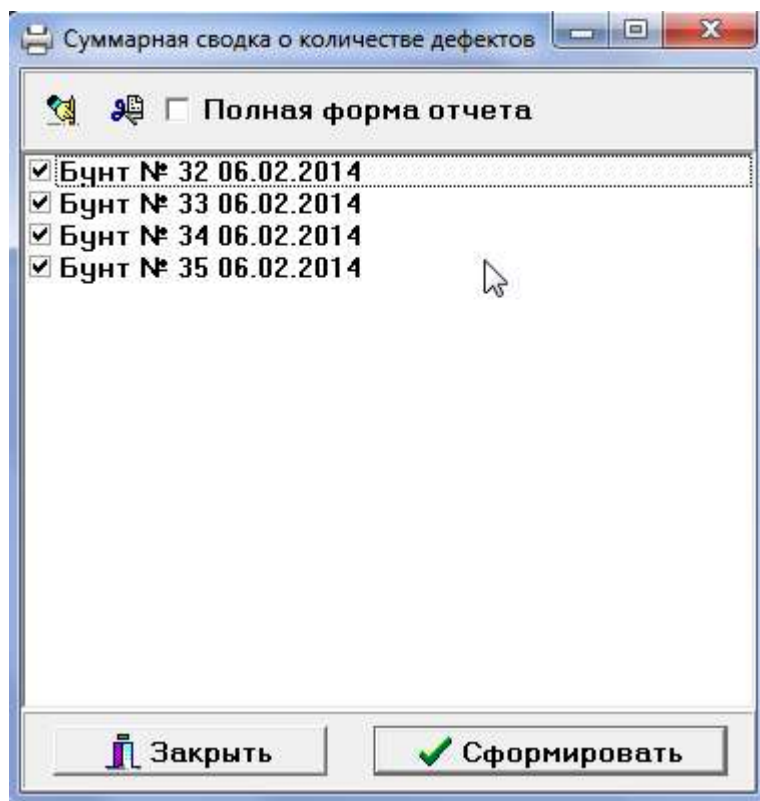 Суммарная сводка о количестве дефектов
Полная форма отчета
Бунт № 32 06.02.2014
Бунт № 33 06.02.2014
Бунт № 34 06.02.2014
Бунт № 35 06.02.2014
Закрыть
Сформировать